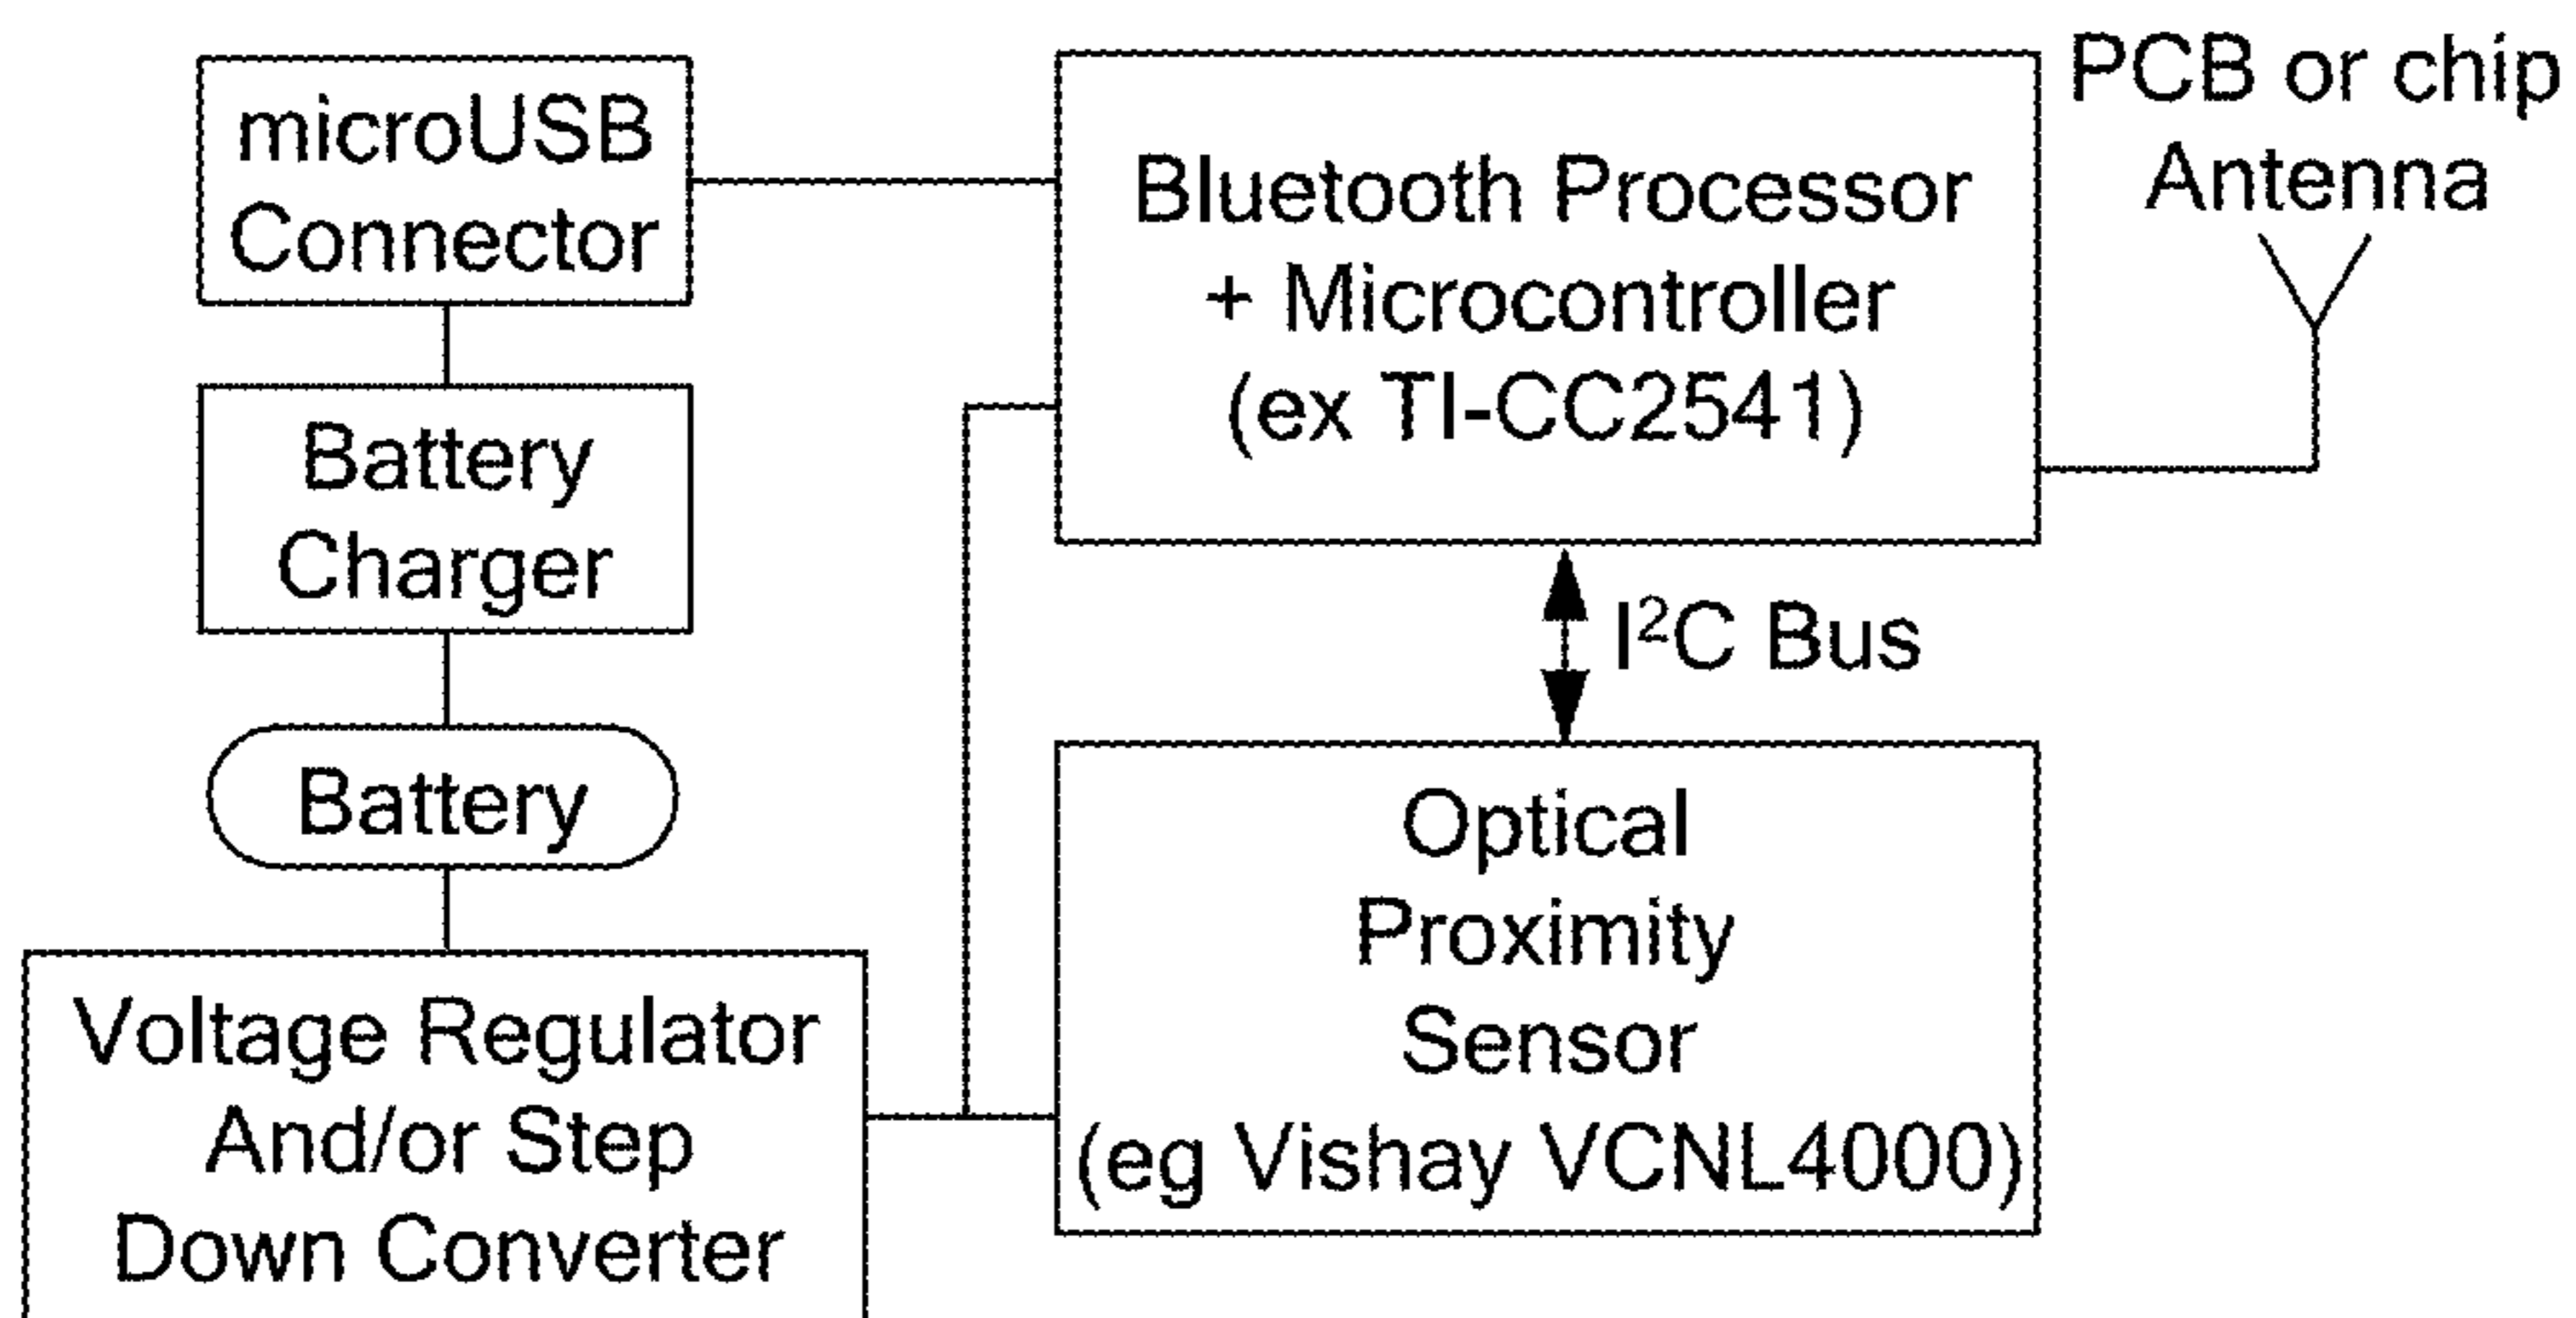 microUSB
Connector
Bluetooth Processor
+ Microcontroller
(ex TI-CC2541)
PCB or chip
Antenna
Battery
Charger
I²C Bus
Battery
Optical
Proximity
Sensor
(eg Vishay VCNL4000)
Voltage Regulator
And/or Step
Down Converter